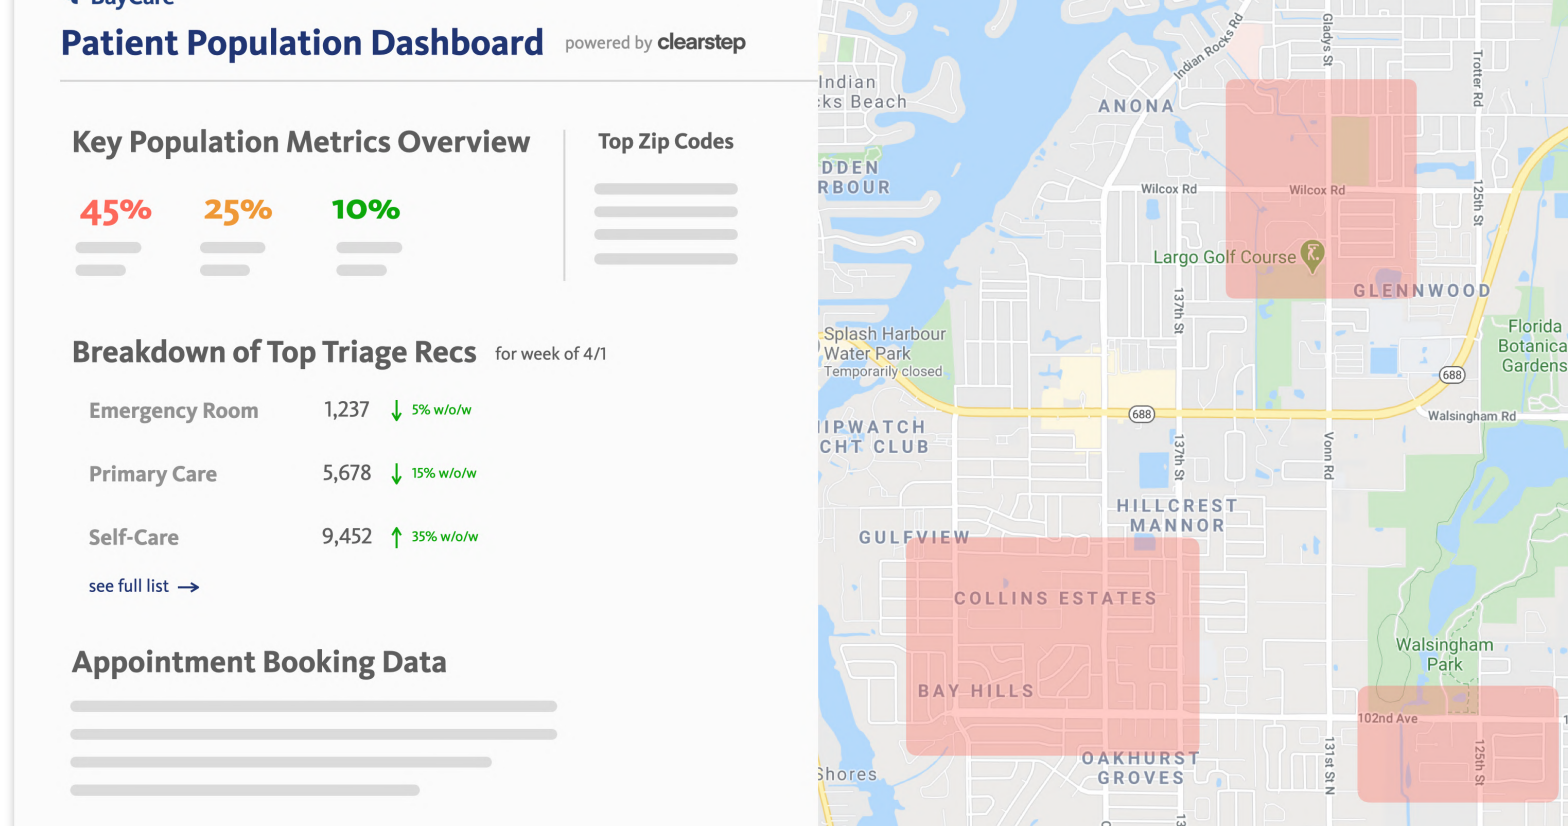 BayCare
Patient Population Dashboard powered by clearstep
Key Population Metrics Overview
45% 25% 10%
Top Zip Codes
Breakdown of Top Triage Recs for week of 4/1
Emergency Room 1,237 ↓ 5% w/o/w
Primary Care 5,678 ↓ 15% w/o/w
Self-Care 9,452 ↑ 35% w/o/w
see full list →
Appointment Booking Data
Indian Rocks Rd
Gladys St
Trotter Rd
Indian
cks Beach
ANONA
DDEN
RBOUR
Wilcox Rd
Wilcox Rd
125th St
Largo Golf Course
GLENNWOOD
137th St
Splash Harbour
Water Park
Temporarily closed
Florida
Botanica
Gardens
688
688
Walsingham Rd
IPWATCH
CHT CLUB
137th St
Vonn Rd
HILLCREST
MANNOR
GULFVIEW
COLLINS ESTATES
Walsingham
Park
BAY HILLS
102nd Ave
131st St N
125th St
OAKHURST
GROVES
Shores